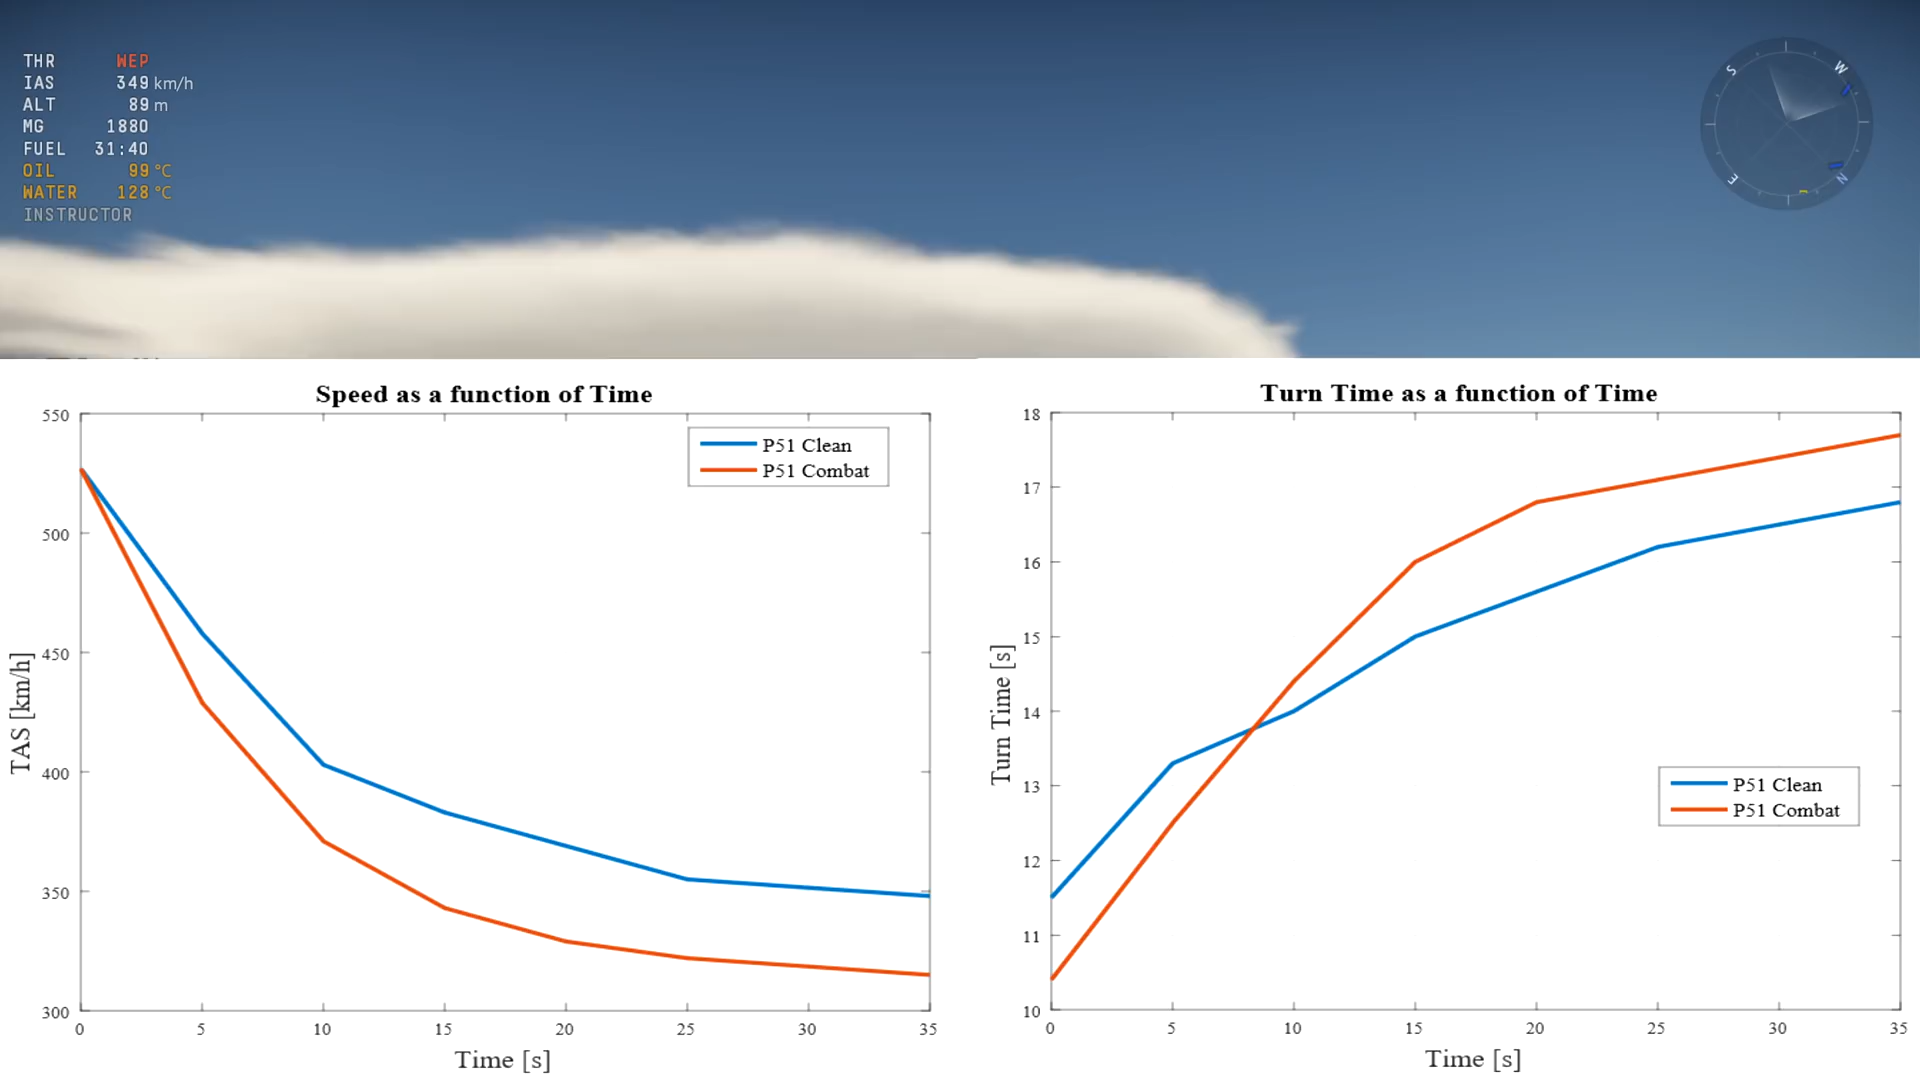 THR WEP
IAS 349 km/h
ALT 89 m
MG 1880
FUEL 31:40
OIL 99 °C
WATER 128 °C
INSTRUCTOR
S W
E N
Speed as a function of Time
550
500
450
400
350
300
TAS [km/h]
P51 Clean
P51 Combat
0 5 10 15 20 25 30 35
Time [s]
Turn Time as a function of Time
18
17
16
15
14
13
12
11
10
Turn Time [s]
P51 Clean
P51 Combat
0 5 10 15 20 25 30 35
Time [s]